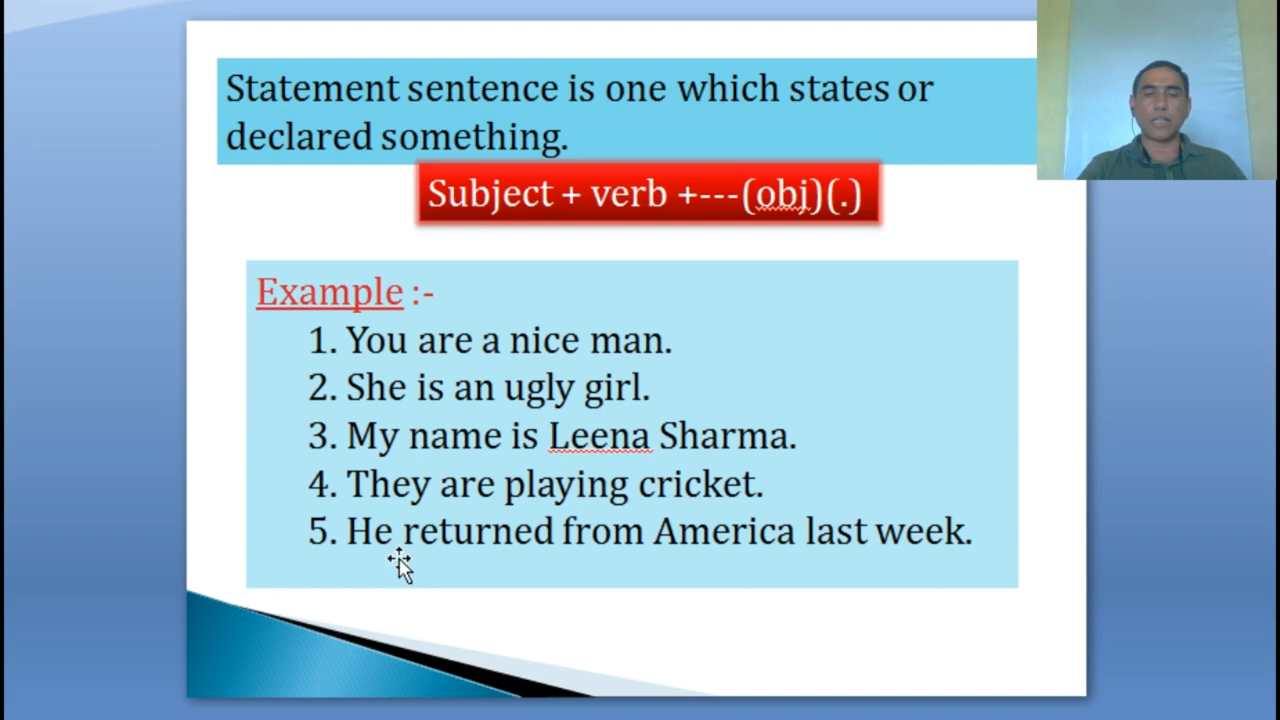 Statement sentence is one which states or
declared something.
Subject + verb +---(obj)(.)
Example :-
1. You are a nice man.
2. She is an ugly girl.
3. My name is Leena Sharma.
4. They are playing cricket.
5. He returned from America last week.